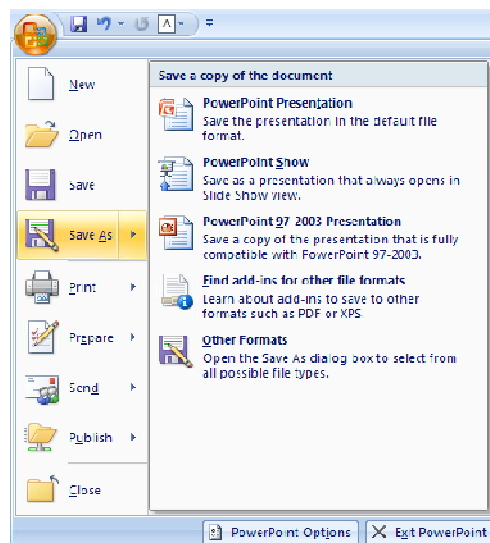 A
New
Open
Save
Save As
Print
Prepare
Send
Publish
Close
Save a copy of the document
PowerPoint Presentation
Save the presentation in the default file
format.
PowerPoint Show
Save as a presentation that always opens in
Slide Show view.
PowerPoint 97-2003 Presentation
Save a copy of the presentation that is fully
compatible with PowerPoint 97-2003.
Find add-ins for other file formats
Learn about add-ins to save to other
formats such as PDF or XPS.
Other Formats
Open the Save As dialog box to select from
all possible file types.
PowerPoint Options
Exit PowerPoint